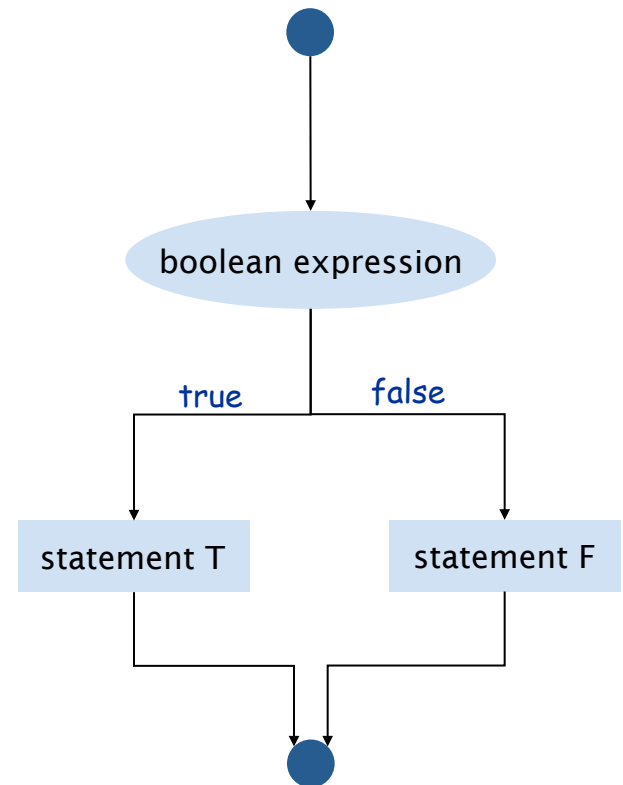 boolean expression
true
false
statement T
statement F